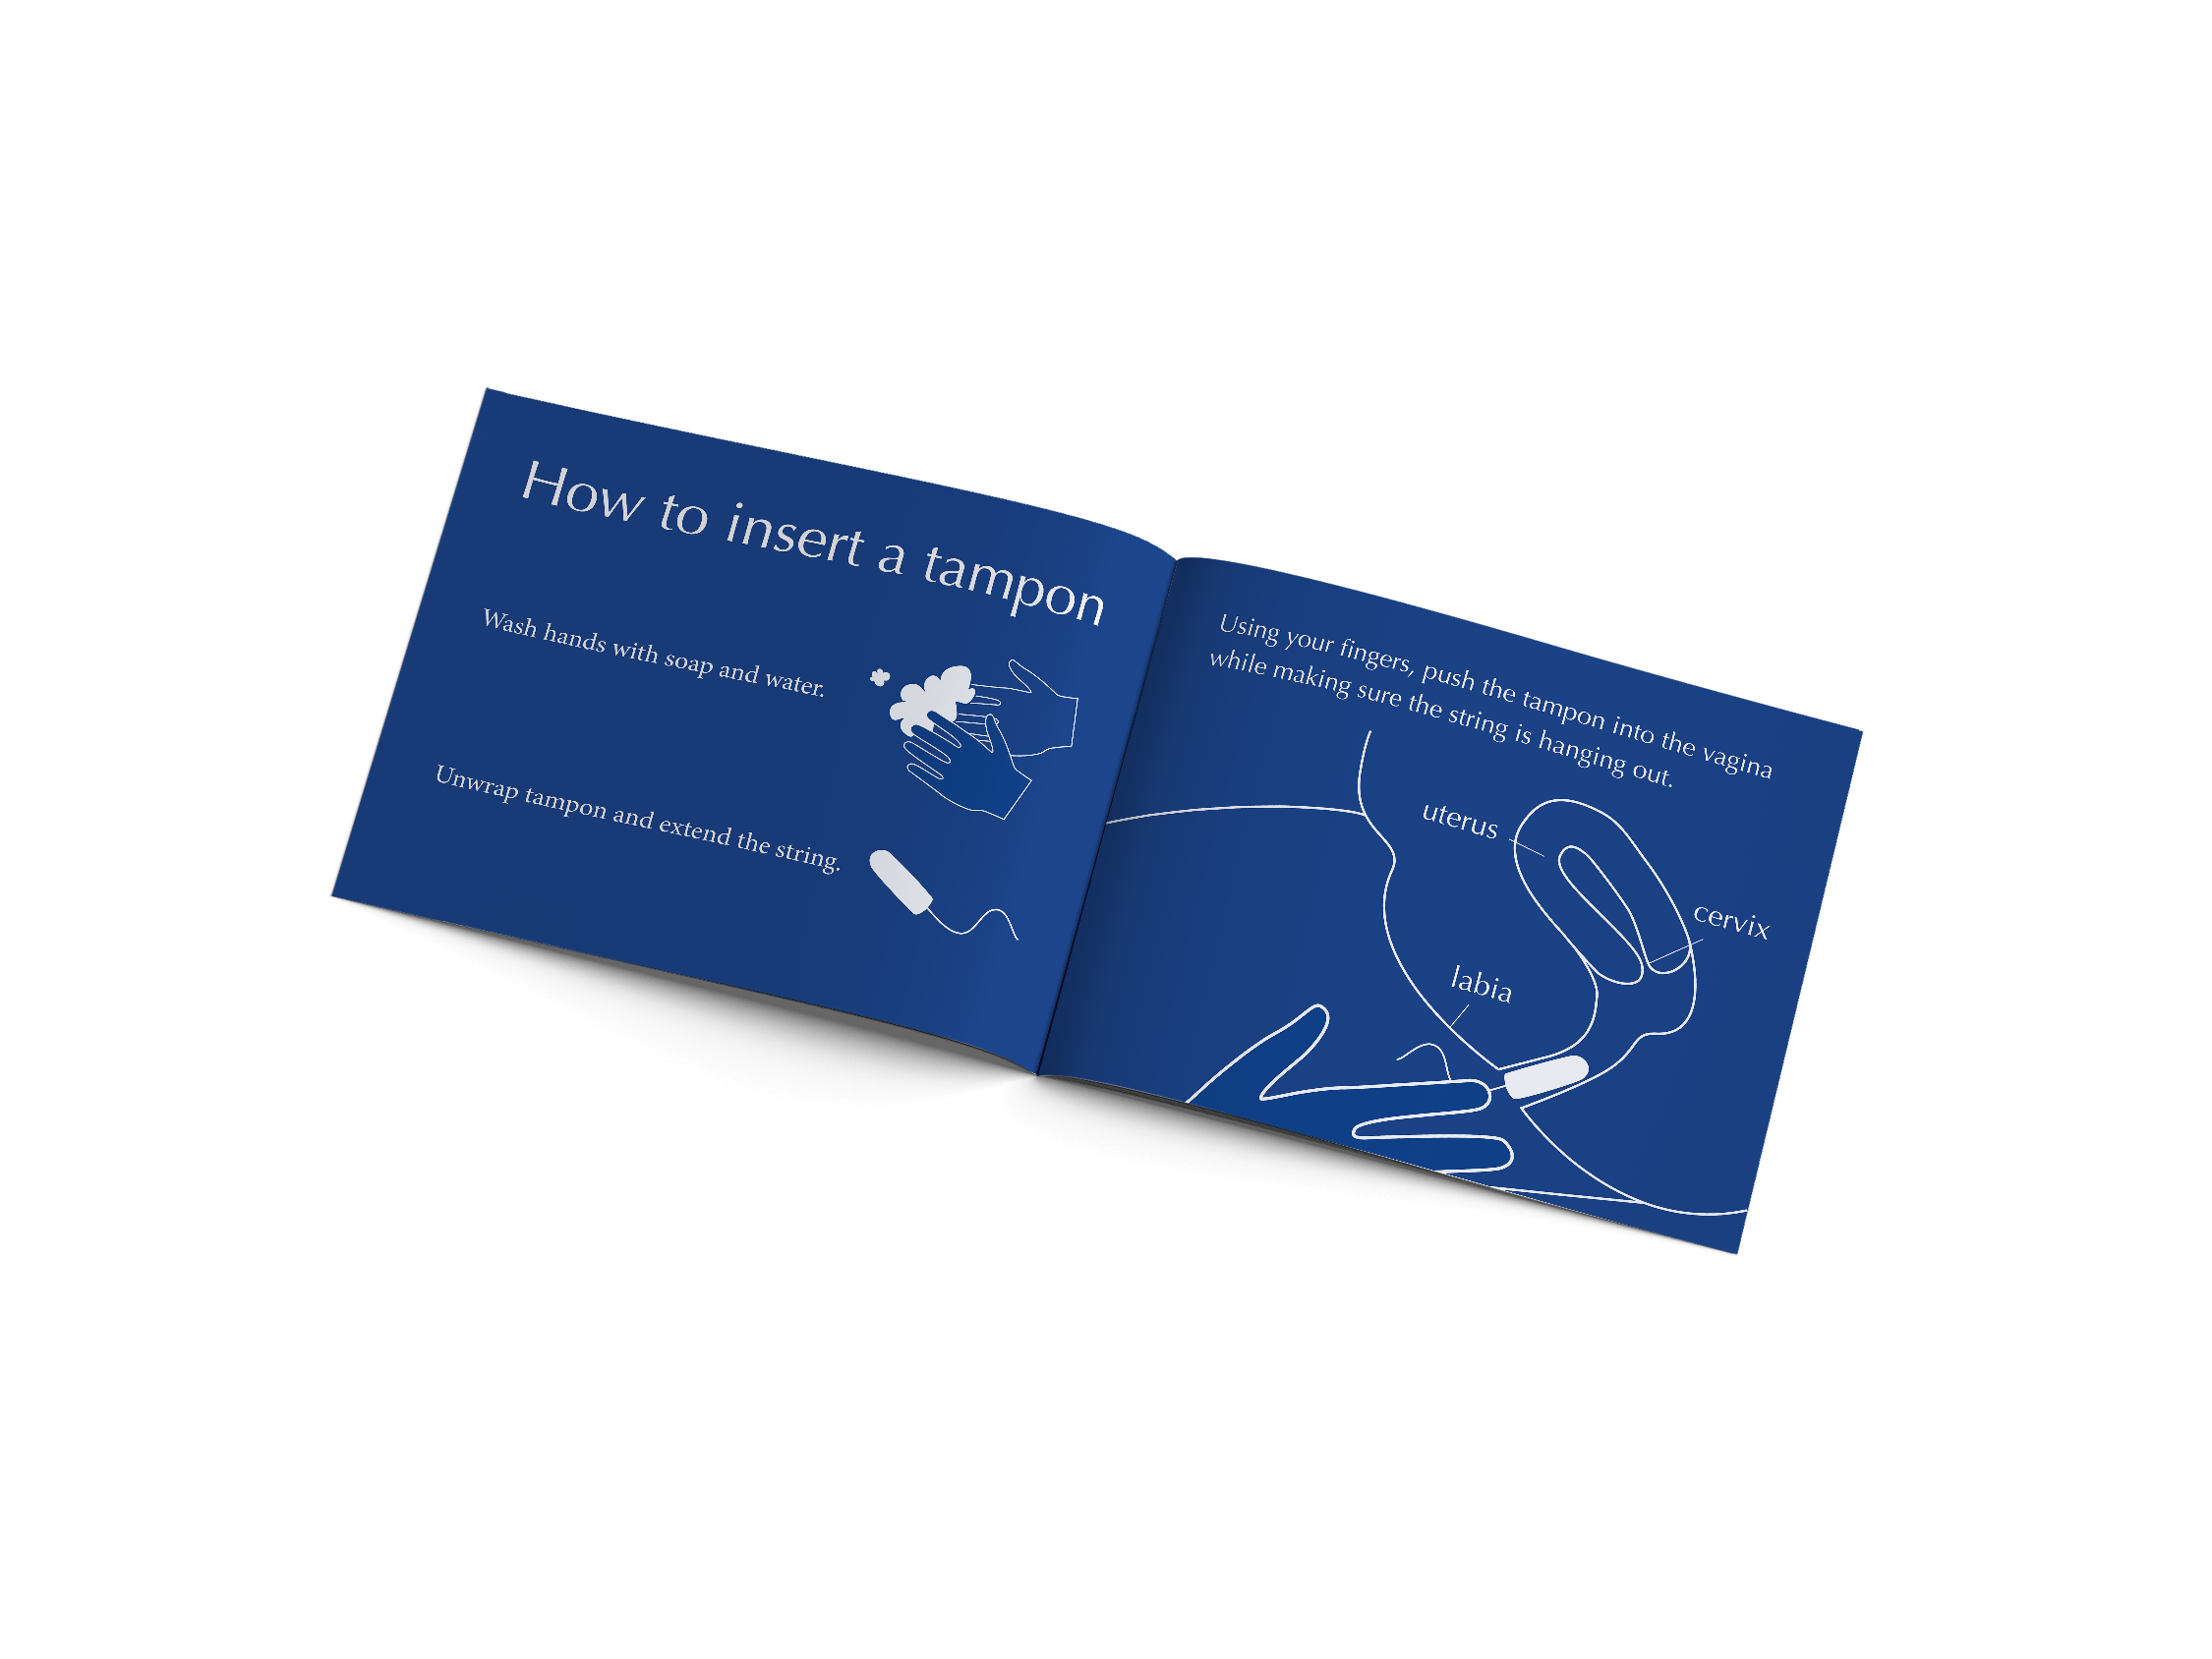 How to insert a tampon
Wash hands with soap and water.
Unwrap tampon and extend the string.
Using your fingers, push the tampon into the vagina
while making sure the string is hanging out.
uterus
cervix
labia